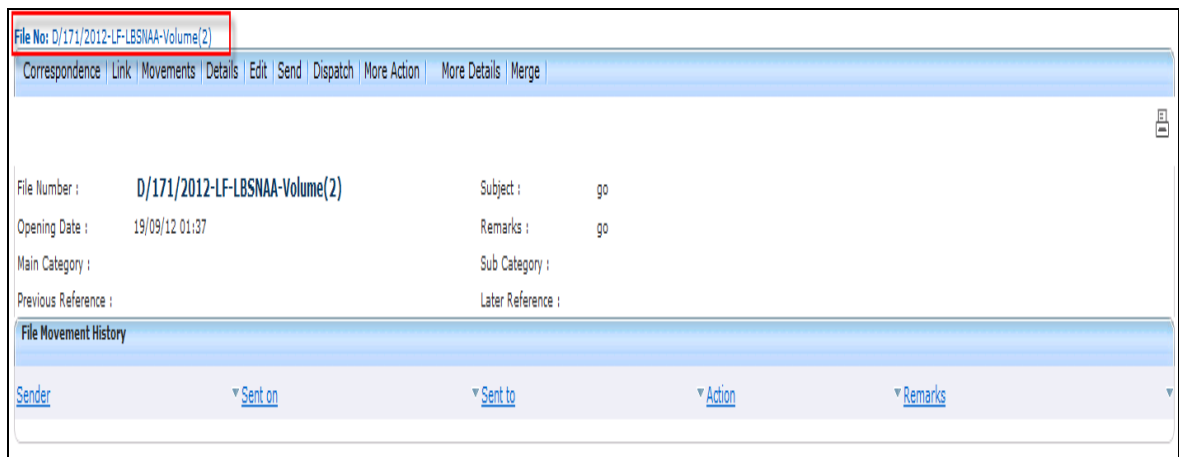 File No: D/171/2012-LF-LBSNAA-Volume(2)
Correspondence | Link | Movements | Details | Edit | Send | Dispatch | More Action | More Details | Merge |
File Number : D/171/2012-LF-LBSNAA-Volume(2) Subject : go
Opening Date : 19/09/12 01:37 Remarks : go
Main Category : Sub Category :
Previous Reference : Later Reference :
File Movement History
Sender Sent on Sent to Action Remarks